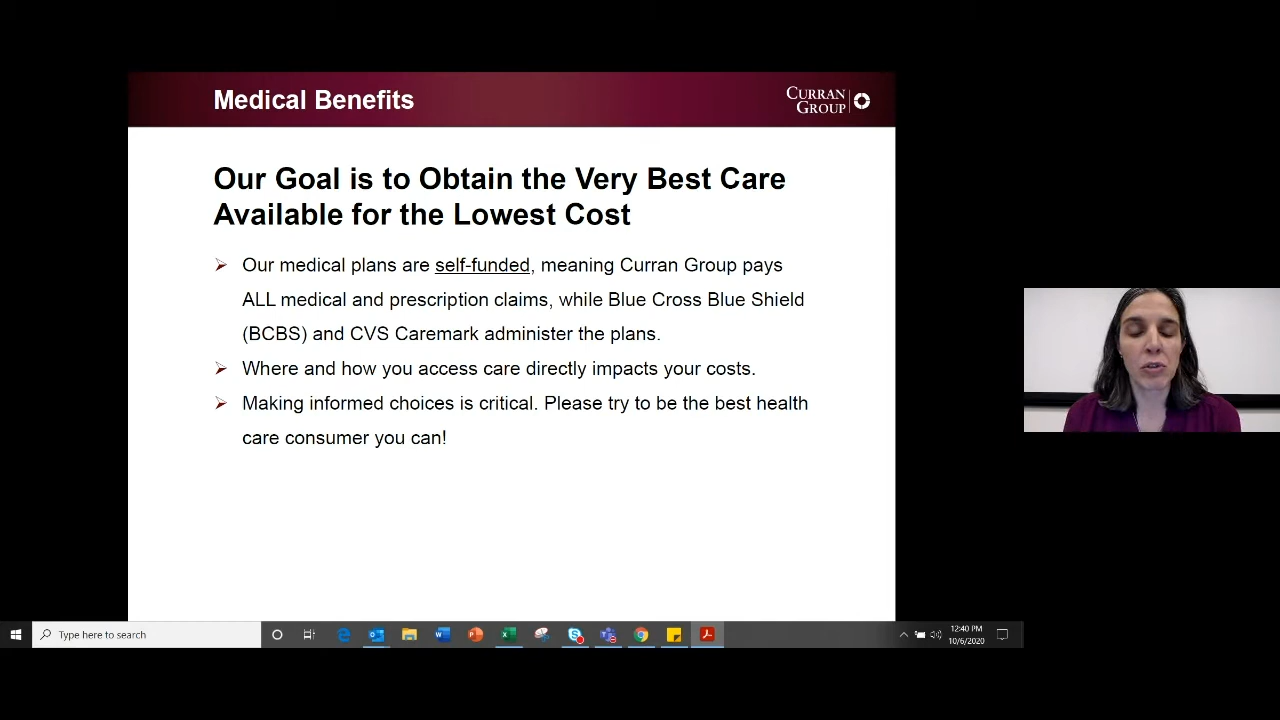 Medical Benefits
CURRAN
GROUP
Our Goal is to Obtain the Very Best Care
Available for the Lowest Cost
Our medical plans are self-funded, meaning Curran Group pays
ALL medical and prescription claims, while Blue Cross Blue Shield
(BCBS) and CVS Caremark administer the plans.
Where and how you access care directly impacts your costs.
Making informed choices is critical. Please try to be the best health
care consumer you can!
Type here to search
12:40 PM
10/6/2020